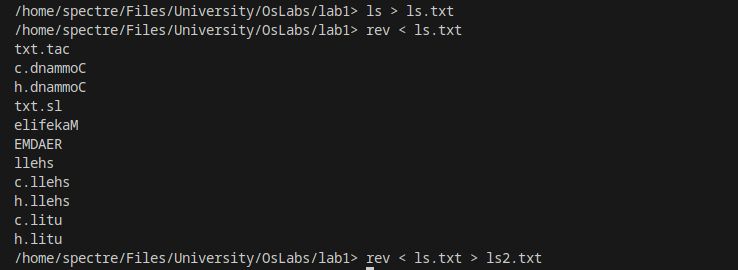 /home/spectre/Files/University/OsLabs/lab1> ls > ls.txt
/home/spectre/Files/University/OsLabs/lab1> rev < ls.txt
txt.tac
c.dnammoC
h.dnammoC
txt.sl
elifekaM
EMDAER
llehs
c.llehs
h.llehs
c.litu
h.litu
/home/spectre/Files/University/OsLabs/lab1> rev < ls.txt > ls2.txt